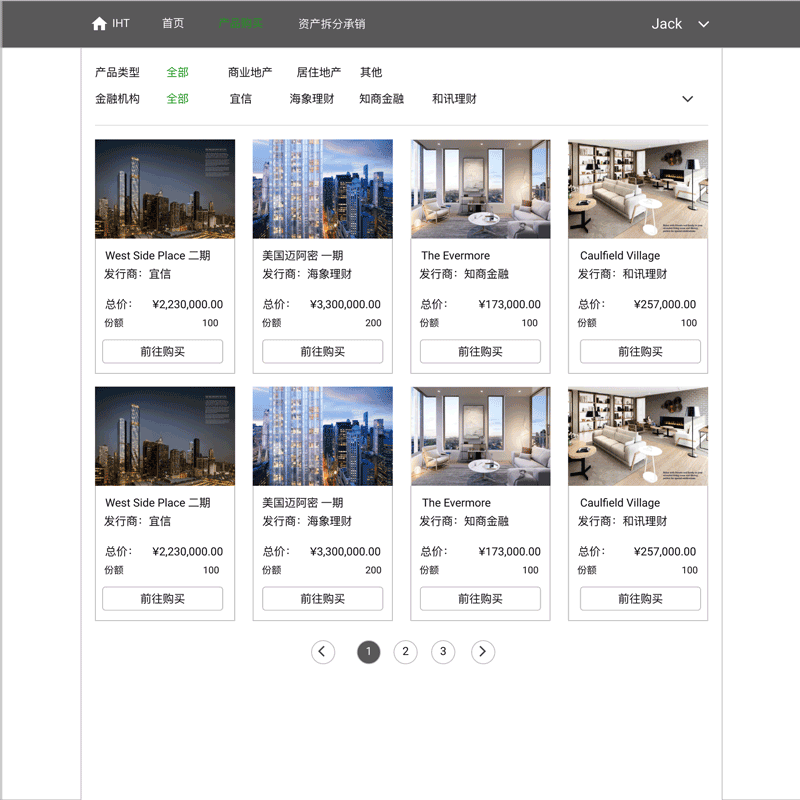 IHT 首页 产品购买 资产拆分承销 Jack
产品类型 全部 商业地产 居住地产 其他
金融机构 全部 宜信 海象理财 知商金融 和讯理财
West Side Place 二期 美国迈阿密 一期 The Evermore Caulfield Village
发行商：宜信 发行商：海象理财 发行商：知商金融 发行商：和讯理财
总价： ¥2,230,000.00 总价： ¥3,300,000.00 总价： ¥173,000.00 总价： ¥257,000.00
份额 100 份额 200 份额 100 份额 100
前往购买 前往购买 前往购买 前往购买
West Side Place 二期 美国迈阿密 一期 The Evermore Caulfield Village
发行商：宜信 发行商：海象理财 发行商：知商金融 发行商：和讯理财
总价： ¥2,230,000.00 总价： ¥3,300,000.00 总价： ¥173,000.00 总价： ¥257,000.00
份额 100 份额 200 份额 100 份额 100
前往购买 前往购买 前往购买 前往购买
1 2 3